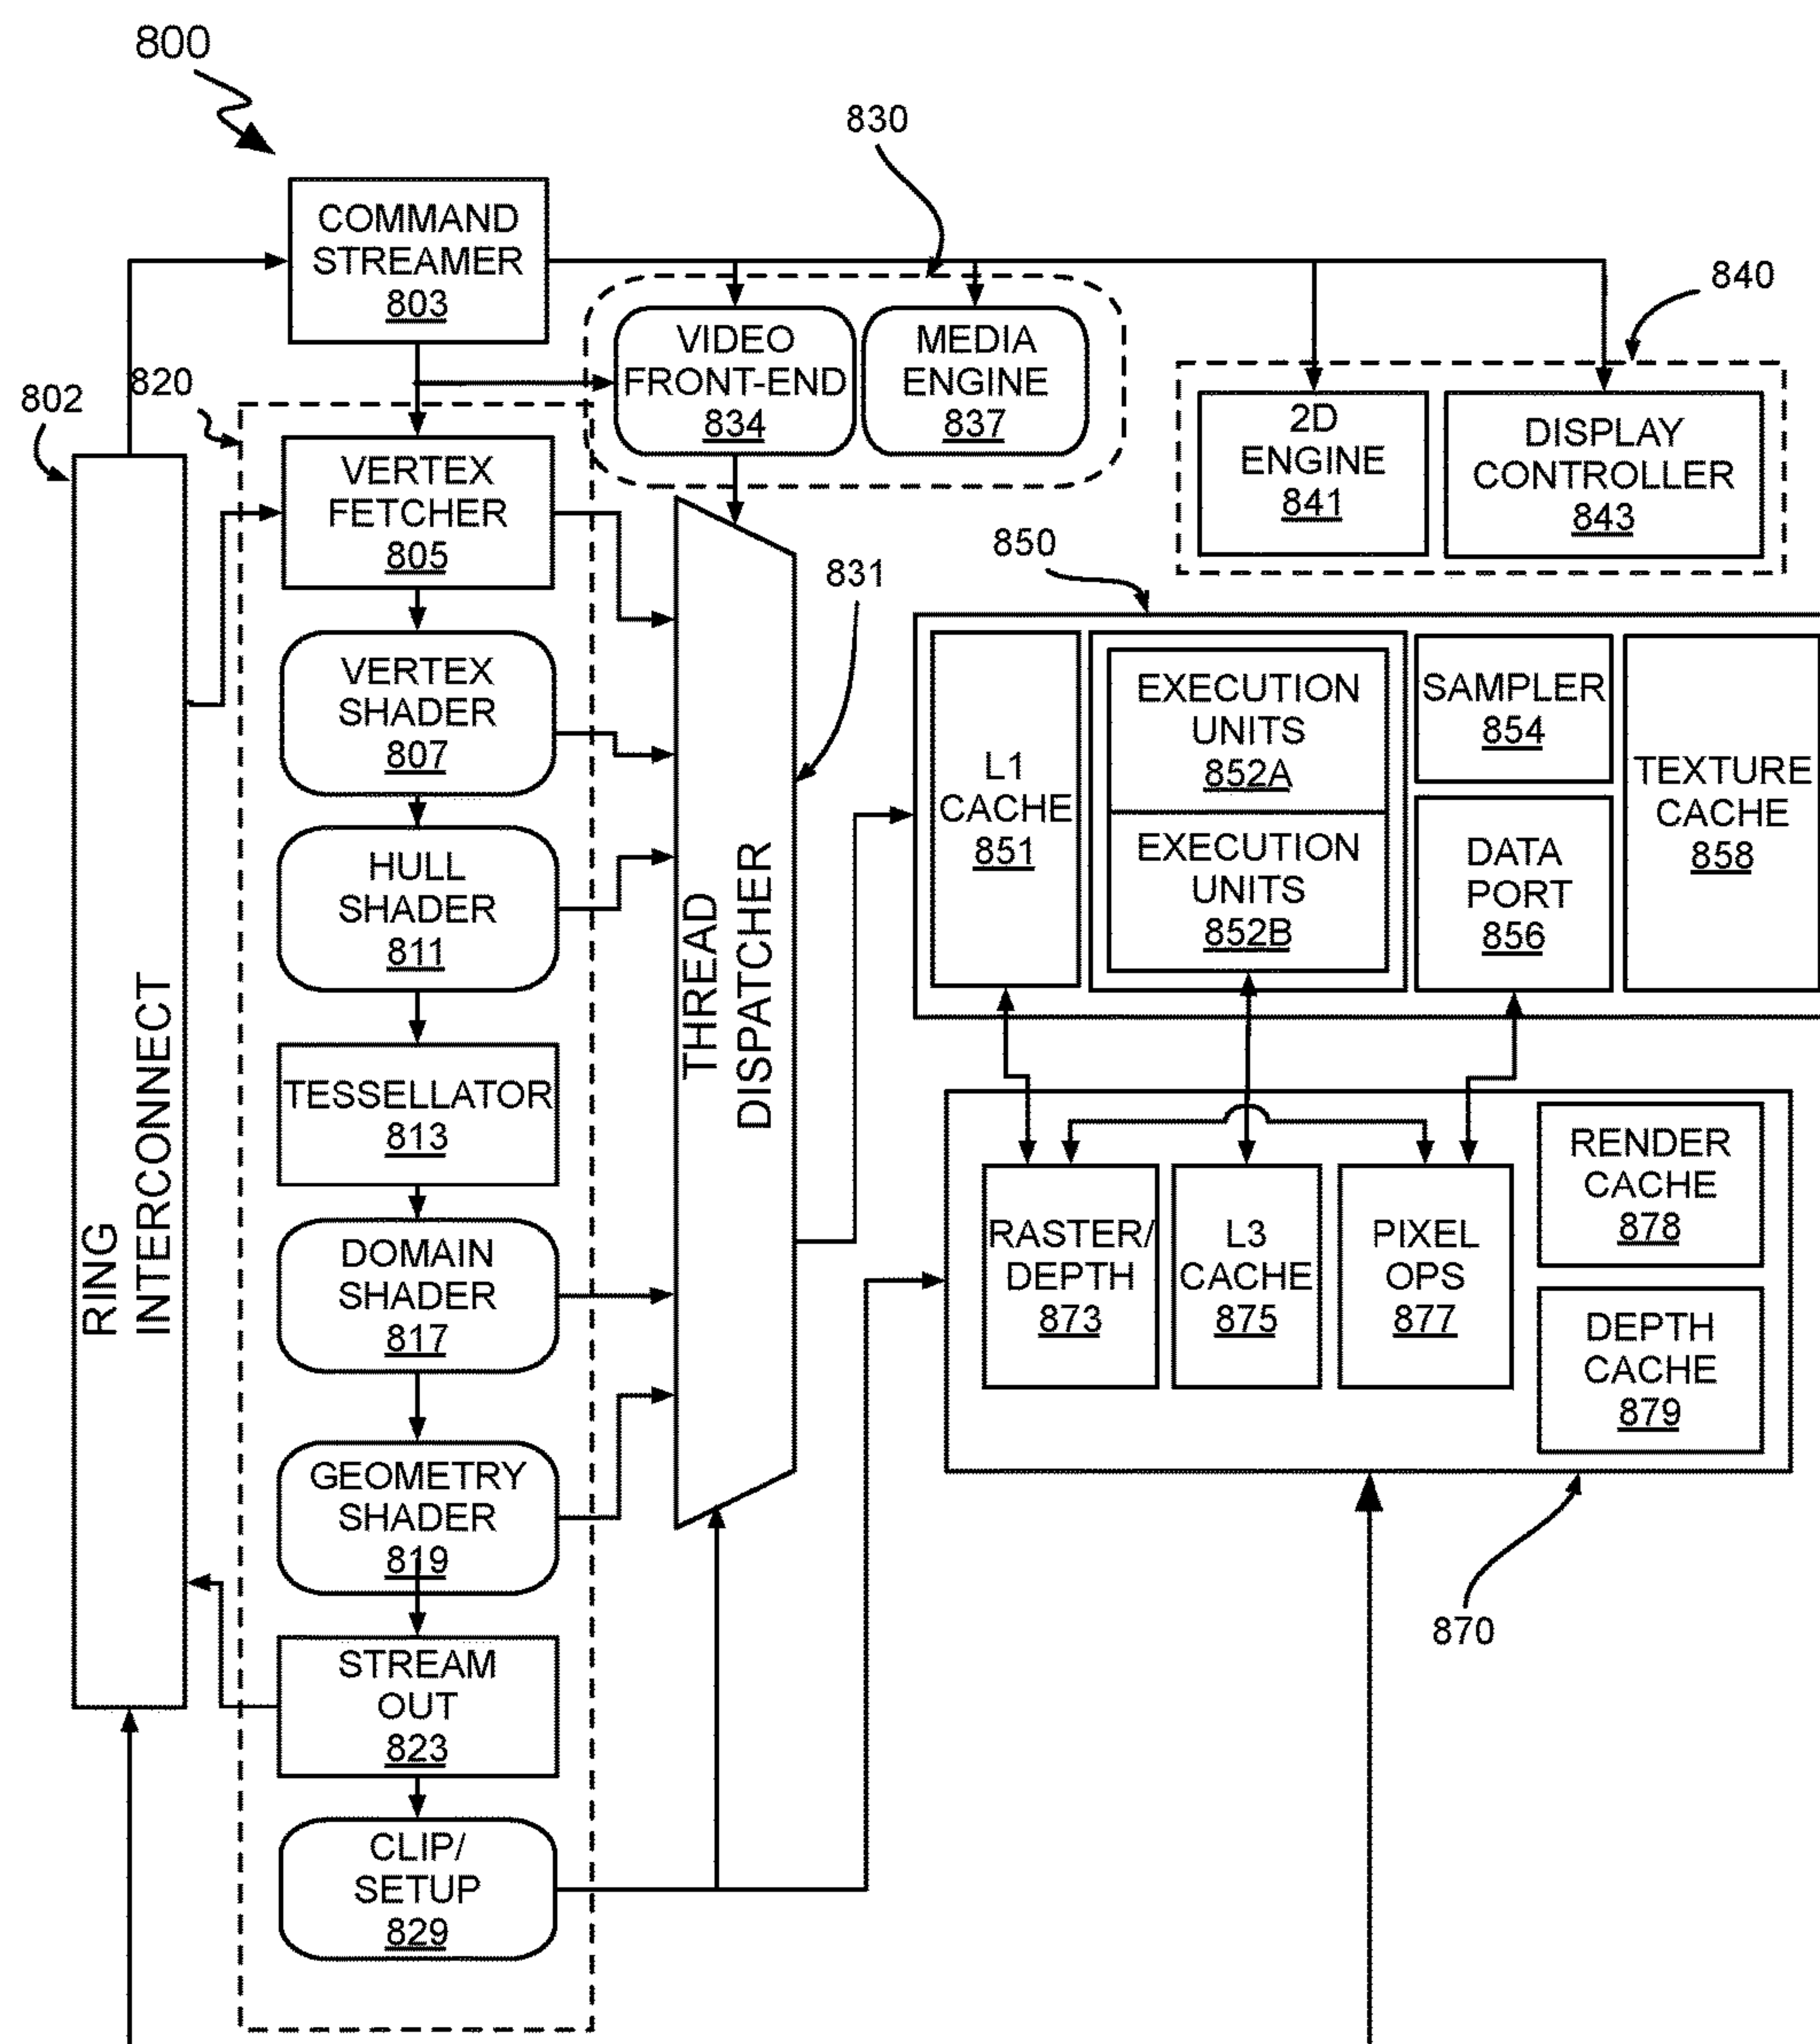 800
830
COMMAND
STREAMER
803
840
820
802
VIDEO
FRONT-END
834
MEDIA
ENGINE
837
2D
ENGINE
841
DISPLAY
CONTROLLER
843
VERTEX
FETCHER
805
850
831
VERTEX
SHADER
807
HULL
SHADER
811
TESSELLATOR
813
DOMAIN
SHADER
817
GEOMETRY
SHADER
819
STREAM
OUT
823
CLIP/
SETUP
829
RING
INTERCONNECT
THREAD
DISPATCHER
L1
CACHE
851
EXECUTION
UNITS
852A
EXECUTION
UNITS
852B
SAMPLER
854
DATA
PORT
856
TEXTURE
CACHE
858
RASTER/
DEPTH
873
L3
CACHE
875
PIXEL
OPS
877
RENDER
CACHE
878
DEPTH
CACHE
879
870